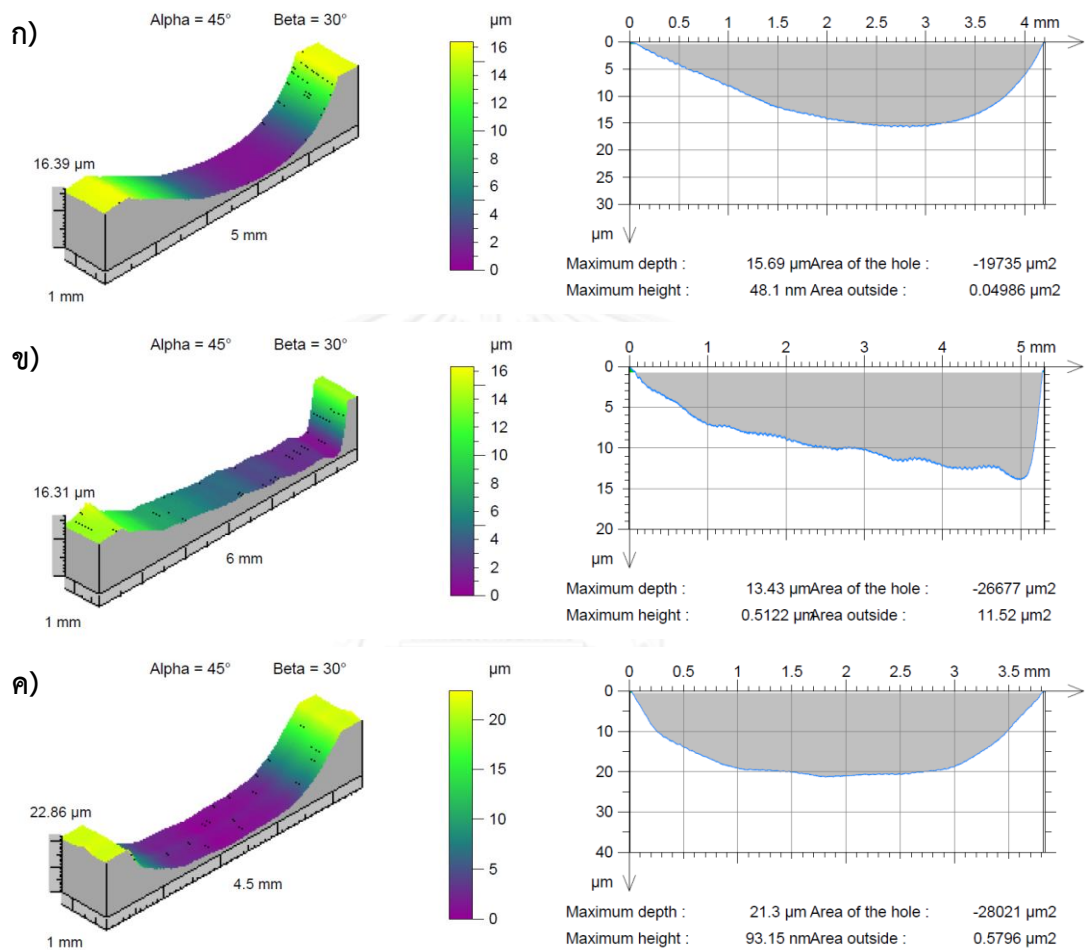 ก)
Alpha = 45° Beta = 30°
µm
16
14
12
10
8
6
4
2
0
16.39 µm
5 mm
1 mm
0 0.5 1 1.5 2 2.5 3 3.5 4 mm
0
5
10
15
20
25
30
µm
Maximum depth : 15.69 µm Area of the hole : -19735 µm2
Maximum height : 48.1 nm Area outside : 0.04986 µm2
ข)
Alpha = 45° Beta = 30°
µm
16
14
12
10
8
6
4
2
0
16.31 µm
6 mm
1 mm
0 1 2 3 4 5 mm
0
5
10
15
20
µm
Maximum depth : 13.43 µm Area of the hole : -26677 µm2
Maximum height : 0.5122 µm Area outside : 11.52 µm2
ค)
Alpha = 45° Beta = 30°
µm
20
15
10
5
0
22.86 µm
4.5 mm
1 mm
0 0.5 1 1.5 2 2.5 3 3.5 mm
0
10
20
30
40
µm
Maximum depth : 21.3 µm Area of the hole : -28021 µm2
Maximum height : 93.15 nm Area outside : 0.5796 µm2